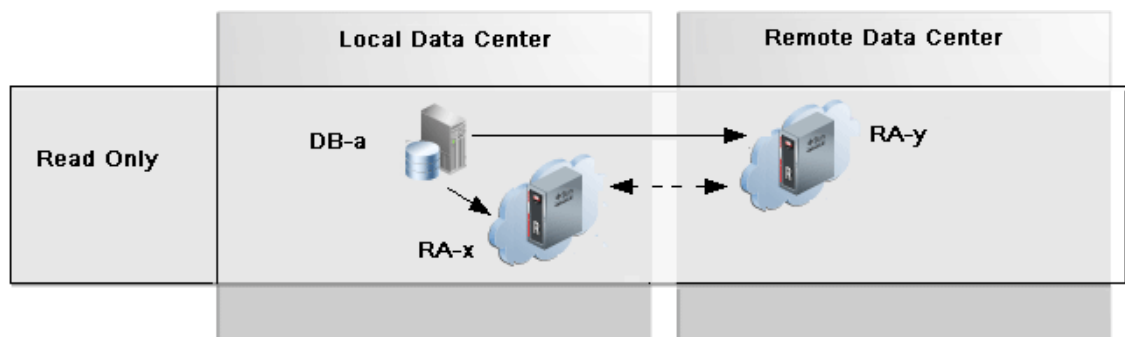 Local Data Center
Remote Data Center
Read Only
DB-a
RA-y
RA-x
R
R